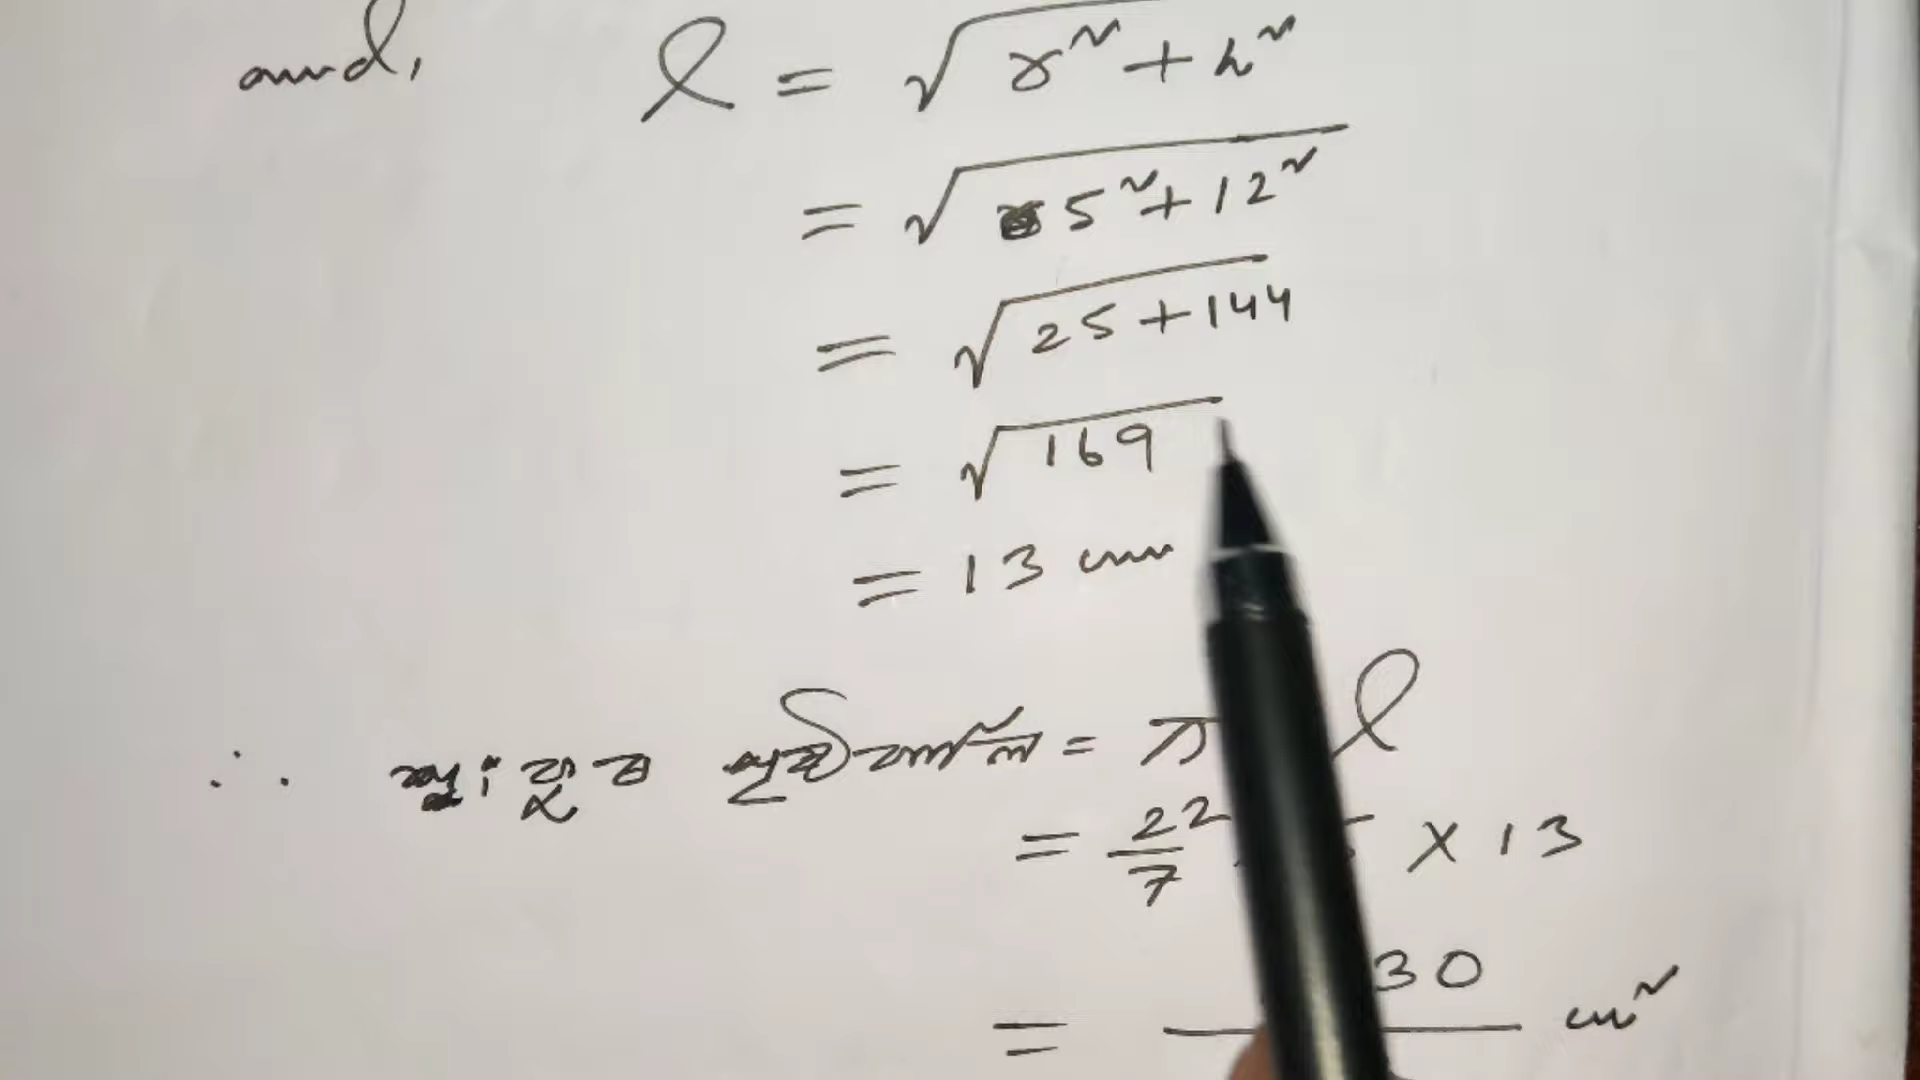 and, l = √r² + h²
= √5² + 12²
= √25 + 144
= √169
= 13 cm
∴ = π l
= 22/7 × 13
= 30 cm²